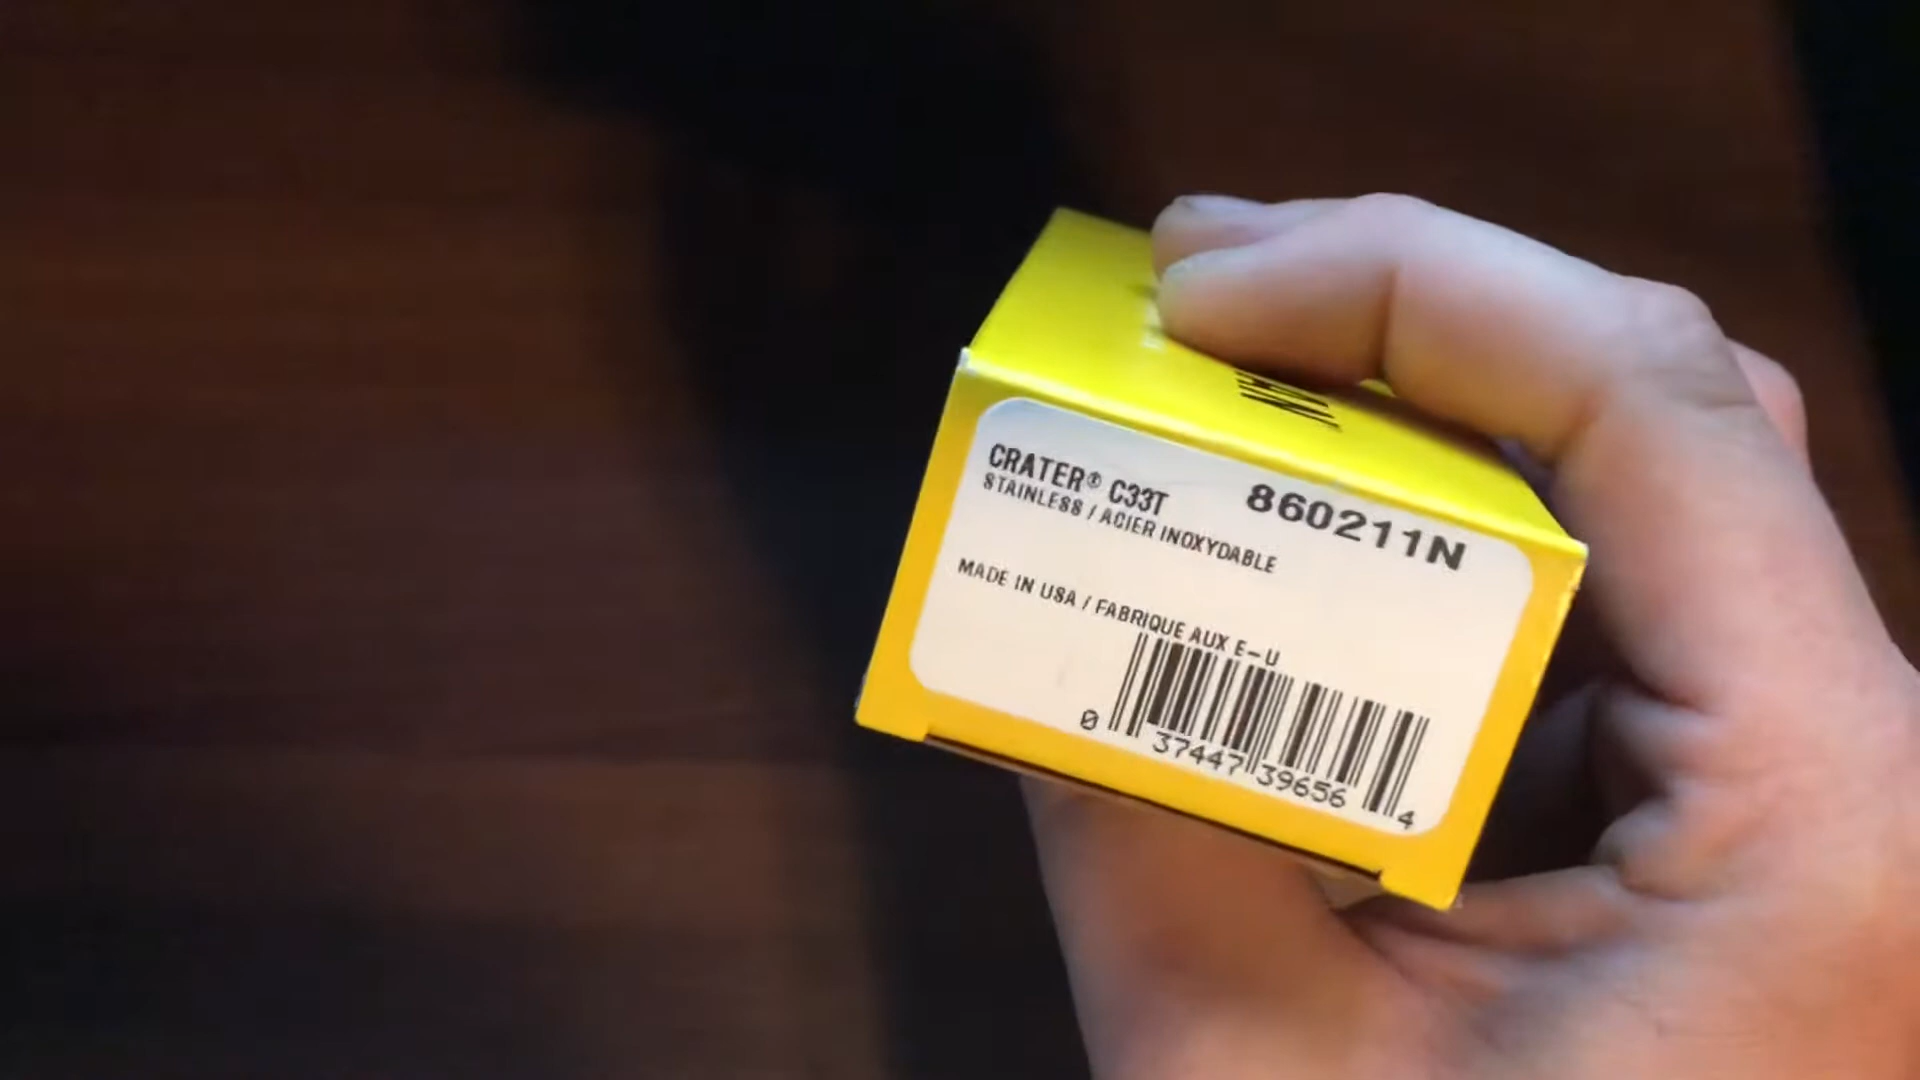 CRATER® C33T 860211N
STAINLESS / ACIER INOXYDABLE
MADE IN USA / FABRIQUE AUX E-U
0 37447 39656 4